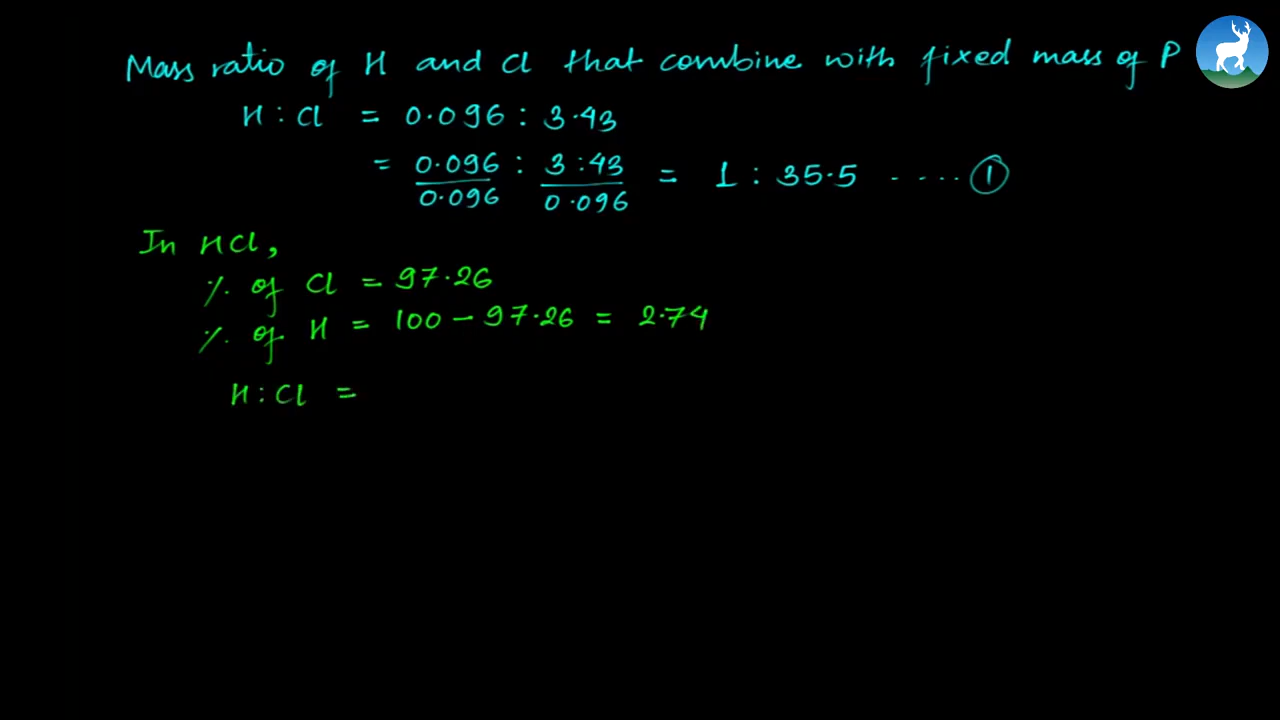 Mass ratio of H and Cl that combine with fixed mass of P
H : Cl = 0.096 : 3.43
= 0.096/0.096 : 3:43/0.096 = 1 : 35.5 ..... ①
In HCl,
% of Cl = 97.26
% of H = 100 - 97.26 = 2.74
H : Cl =